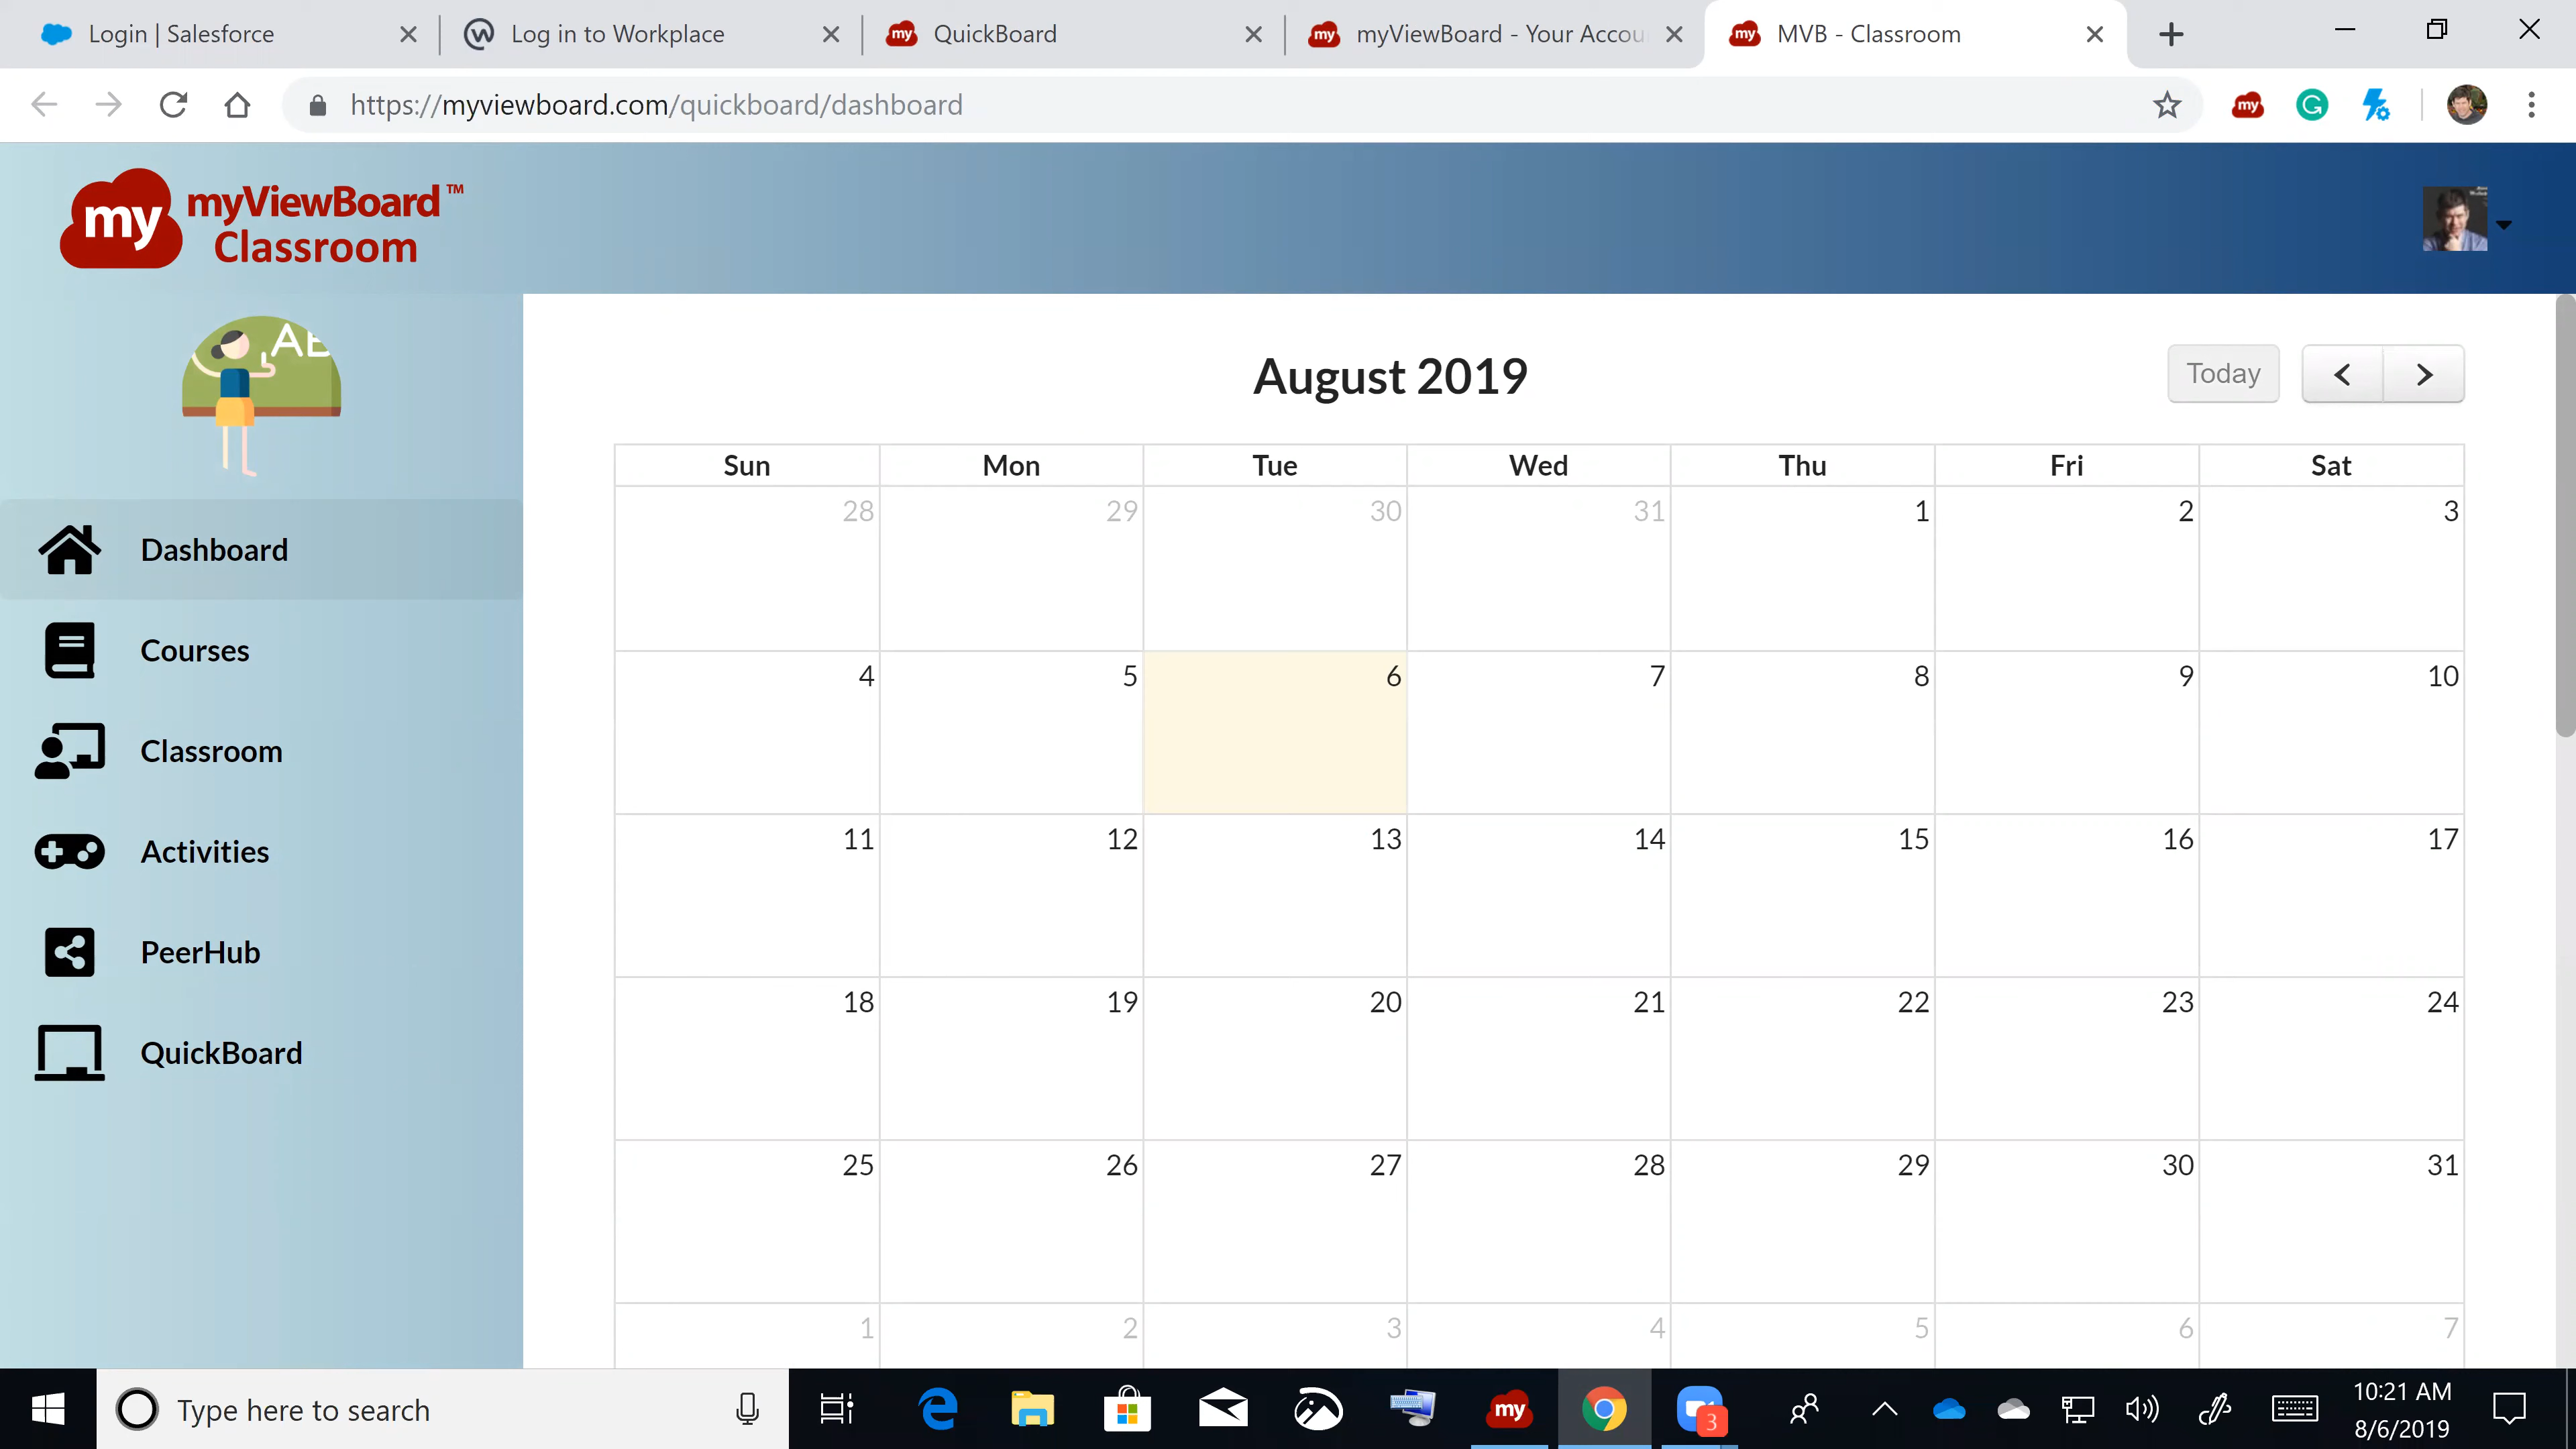 Login | Salesforce
Log in to Workplace
QuickBoard
myViewBoard - Your Accou
MVB - Classroom
https://myviewboard.com/quickboard/dashboard
my
G
my
myViewBoard™
Classroom
AB
August 2019
Today
Sun Mon Tue Wed Thu Fri Sat
28 29 30 31 1 2 3
4 5 6 7 8 9 10
11 12 13 14 15 16 17
18 19 20 21 22 23 24
25 26 27 28 29 30 31
1 2 3 4 5 6 7
Dashboard
Courses
Classroom
Activities
PeerHub
QuickBoard
Type here to search
my
3
10:21 AM
8/6/2019